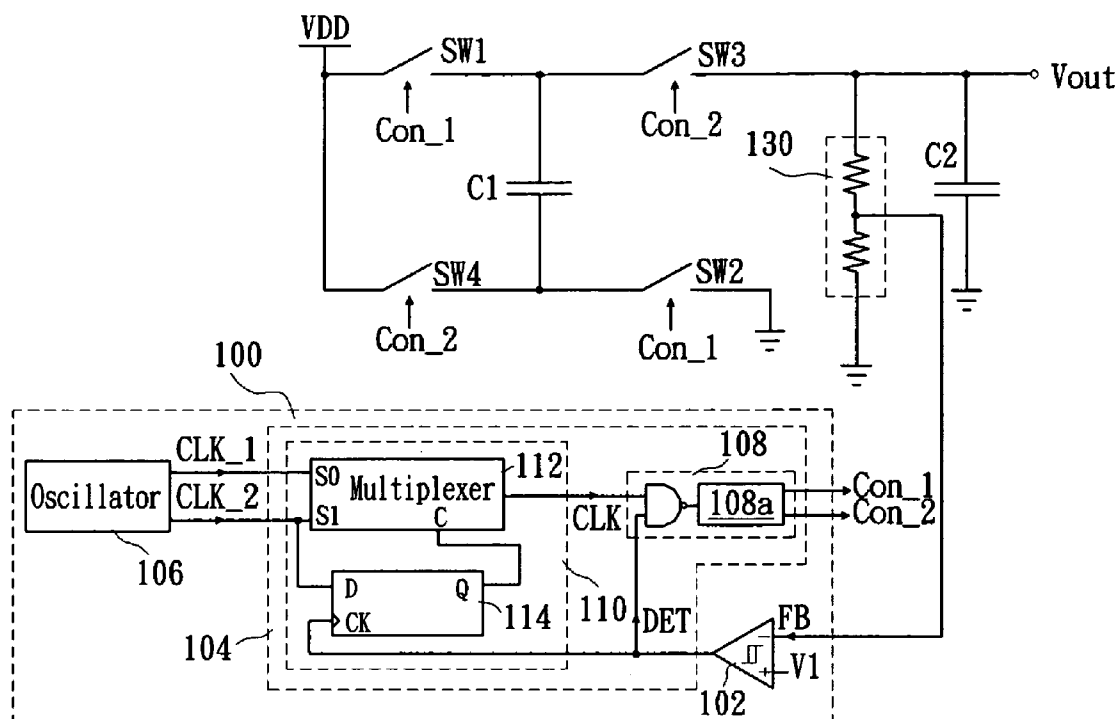 VDD
SW1
SW3
Vout
Con_1
Con_2
130
C2
C1
SW4
SW2
Con_2
Con_1
100
CLK_1
CLK_2
Oscillator
106
S0
S1
Multiplexer
C
112
CLK
108
108a
Con_1
Con_2
D
Q
CK
114
110
104
DET
FB
V1
102
- 
+